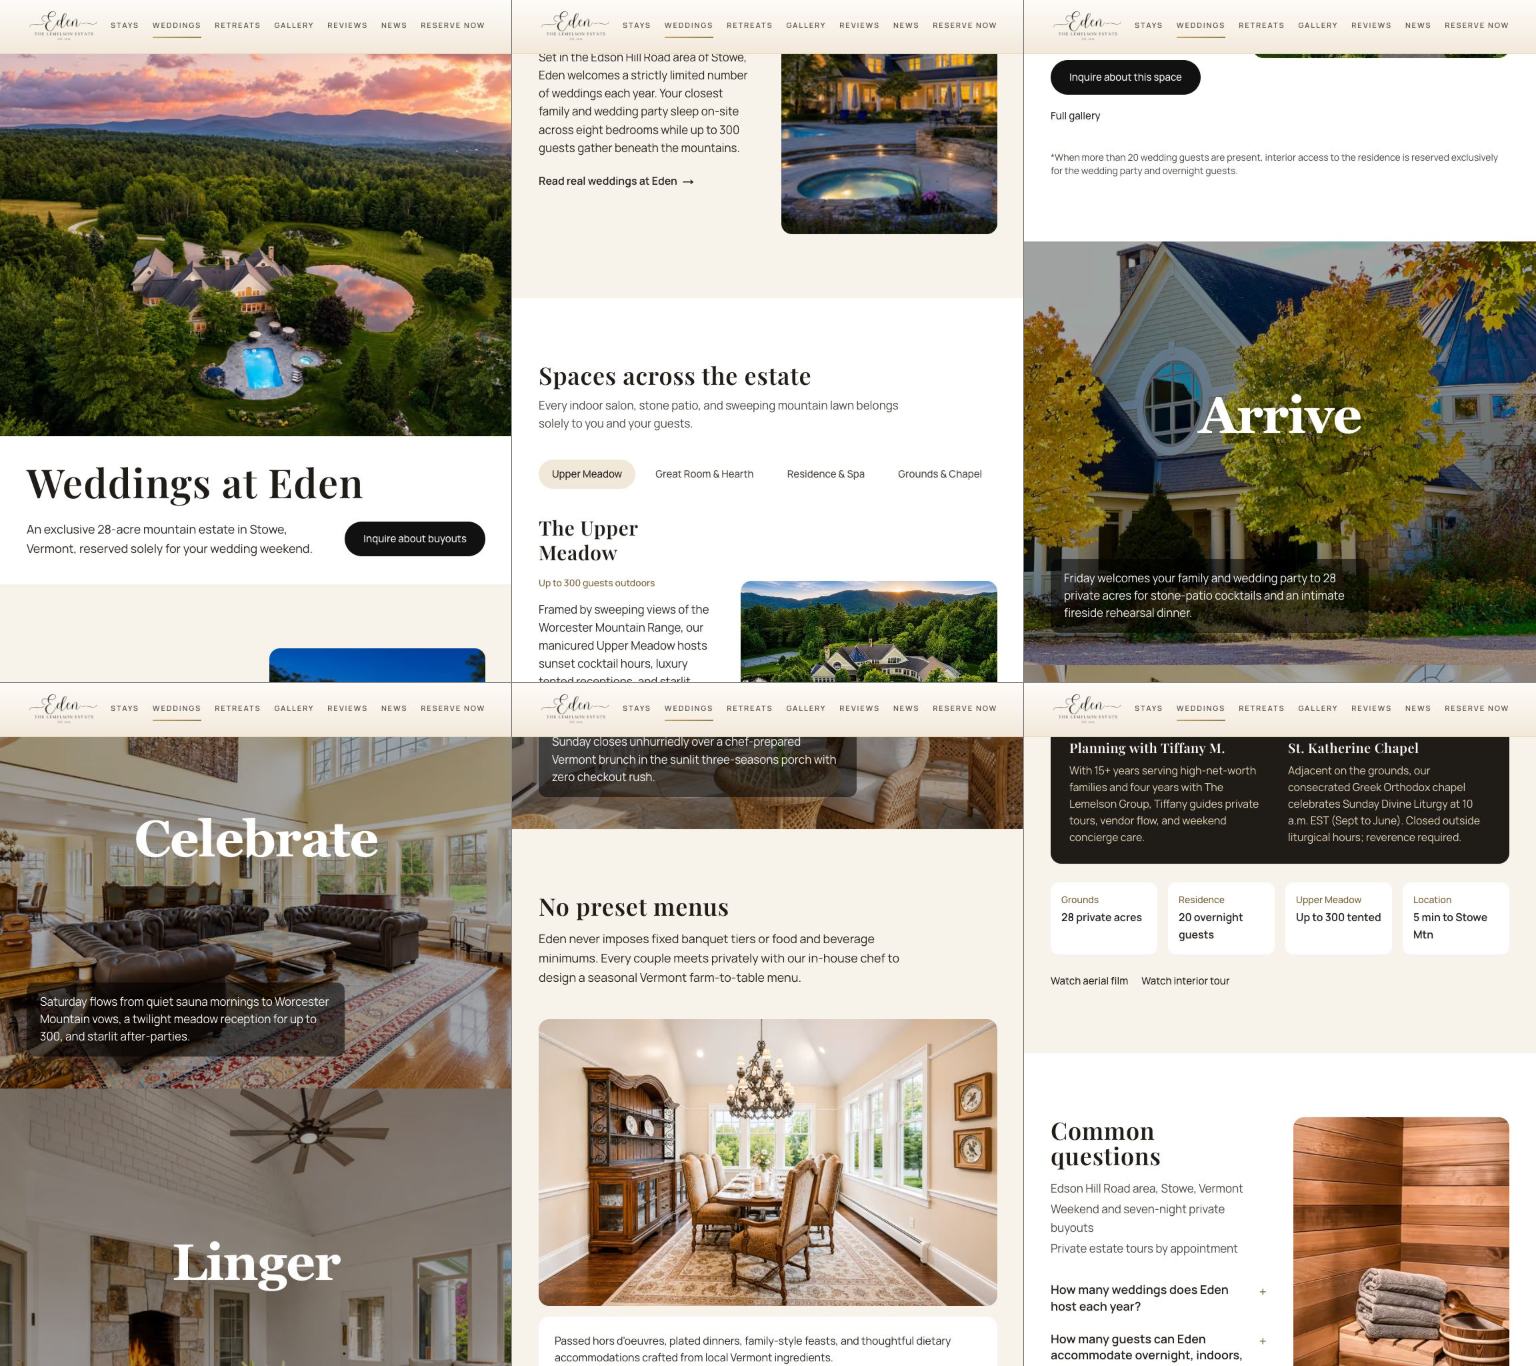 Eden
THE LEMELSON ESTATE
STAYS WEDDINGS RETREATS GALLERY REVIEWS NEWS RESERVE NOW
Weddings at Eden
An exclusive 28-acre mountain estate in Stowe,
Vermont, reserved solely for your wedding weekend.
Inquire about buyouts
Eden
THE LEMELSON ESTATE
STAYS WEDDINGS RETREATS GALLERY REVIEWS NEWS RESERVE NOW
Set in the Edson Hill Road area of Stowe,
Eden welcomes a strictly limited number
of weddings each year. Your closest
family and wedding party sleep on-site
across eight bedrooms while up to 300
guests gather beneath the mountains.
Read real weddings at Eden →
Spaces across the estate
Every indoor salon, stone patio, and sweeping mountain lawn belongs
solely to you and your guests.
Upper Meadow Great Room & Hearth Residence & Spa Grounds & Chapel
The Upper
Meadow
Up to 300 guests outdoors
Framed by sweeping views of the
Worcester Mountain Range, our
manicured Upper Meadow hosts
sunset cocktail hours, luxury
tented receptions, and starlit
Eden
THE LEMELSON ESTATE
STAYS WEDDINGS RETREATS GALLERY REVIEWS NEWS RESERVE NOW
Inquire about this space
Full gallery
*When more than 20 wedding guests are present, interior access to the residence is reserved exclusively
for the wedding party and overnight guests.
Arrive
Friday welcomes your family and wedding party to 28
private acres for stone-patio cocktails and an intimate
fireside rehearsal dinner.
Eden
THE LEMELSON ESTATE
STAYS WEDDINGS RETREATS GALLERY REVIEWS NEWS RESERVE NOW
Celebrate
Saturday flows from quiet sauna mornings to Worcester
Mountain vows, a twilight meadow reception for up to
300, and starlit after-parties.
Linger
Eden
THE LEMELSON ESTATE
STAYS WEDDINGS RETREATS GALLERY REVIEWS NEWS RESERVE NOW
Sunday closes unhurriedly over a chef-prepared
Vermont brunch in the sunlit three-seasons porch with
zero checkout rush.
No preset menus
Eden never imposes fixed banquet tiers or food and beverage
minimums. Every couple meets privately with our in-house chef to
design a seasonal Vermont farm-to-table menu.
Passed hors d'oeuvres, plated dinners, family-style feasts, and thoughtful dietary
accommodations crafted from local Vermont ingredients.
Eden
THE LEMELSON ESTATE
STAYS WEDDINGS RETREATS GALLERY REVIEWS NEWS RESERVE NOW
Planning with Tiffany M.
With 15+ years serving high-net-worth
families and four years with The
Lemelson Group, Tiffany guides private
tours, vendor flow, and weekend
concierge care.
St. Katherine Chapel
Adjacent on the grounds, our
consecrated Greek Orthodox chapel
celebrates Sunday Divine Liturgy at 10
a.m. EST (Sept to June). Closed outside
liturgical hours; reverence required.
Grounds
28 private acres
Residence
20 overnight
guests
Upper Meadow
Up to 300 tented
Location
5 min to Stowe
Mtn
Watch aerial film Watch interior tour
Common
questions
Edson Hill Road area, Stowe, Vermont
Weekend and seven-night private
buyouts
Private estate tours by appointment
How many weddings does Eden
host each year?
+
How many guests can Eden
accommodate overnight, indoors,
+